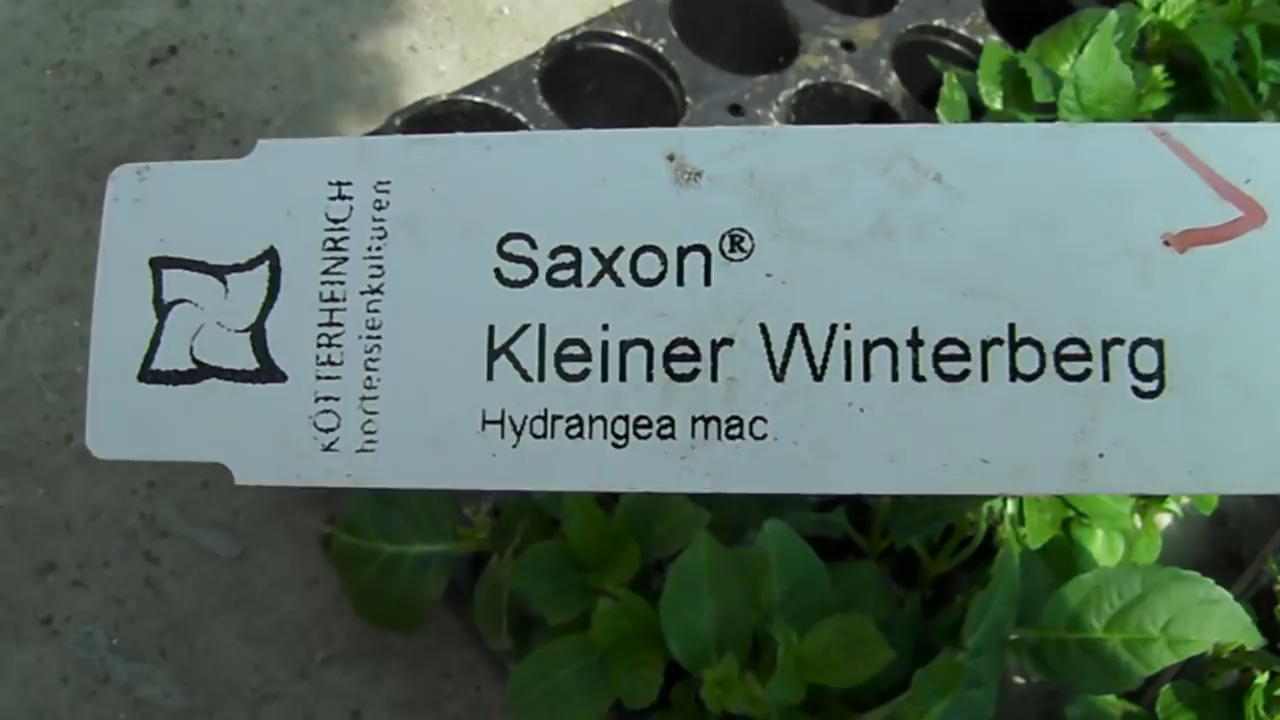 KÖTTERHEINRICH
hortensienkulturen
Saxon®
Kleiner Winterberg
Hydrangea mac.